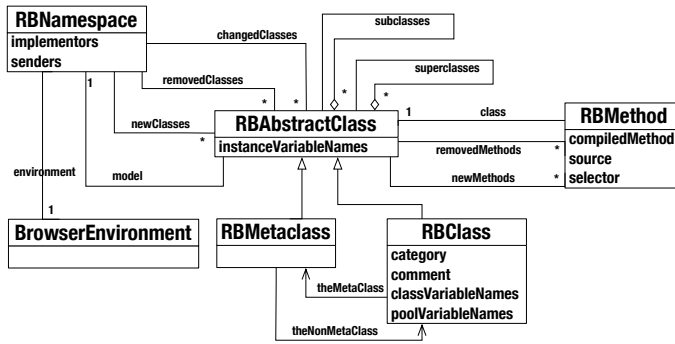 RBNamespace
implementors
senders
changedClasses
subclasses
superclasses
removedClasses
1
*
*
*
*
newClasses
*
RBAbstractClass
instanceVariableNames
1
class
removedMethods
*
newMethods
*
RBMethod
compiledMethod
source
selector
environment
model
1
BrowserEnvironment
RBMetaclass
RBClass
category
comment
classVariableNames
poolVariableNames
theMetaClass
theNonMetaClass